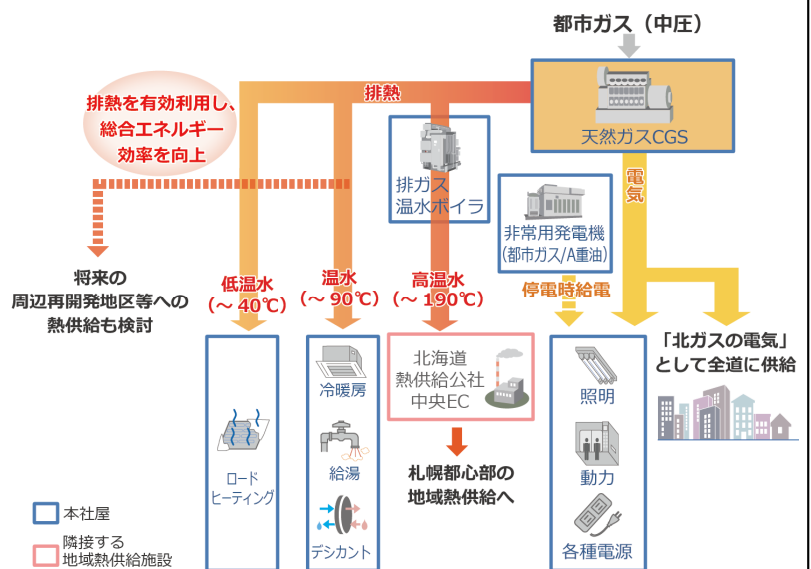 都市ガス（中圧）
排熱を有効利用し、
総合エネルギー
効率を向上
排熱
天然ガスCGS
排ガス
温水ボイラ
電気
非常用発電機
(都市ガス/A重油)
停電時給電
将来の
周辺再開発地区等への
熱供給も検討
低温水
（～ 40℃）
温水
（～ 90℃）
高温水
（～ 190℃）
「北ガスの電気」
として全道に供給
ロード
ヒーティング
冷暖房
給湯
デシカント
北海道
熱供給公社
中央EC
札幌都心部の
地域熱供給へ
照明
動力
各種電源
本社屋
隣接する
地域熱供給施設